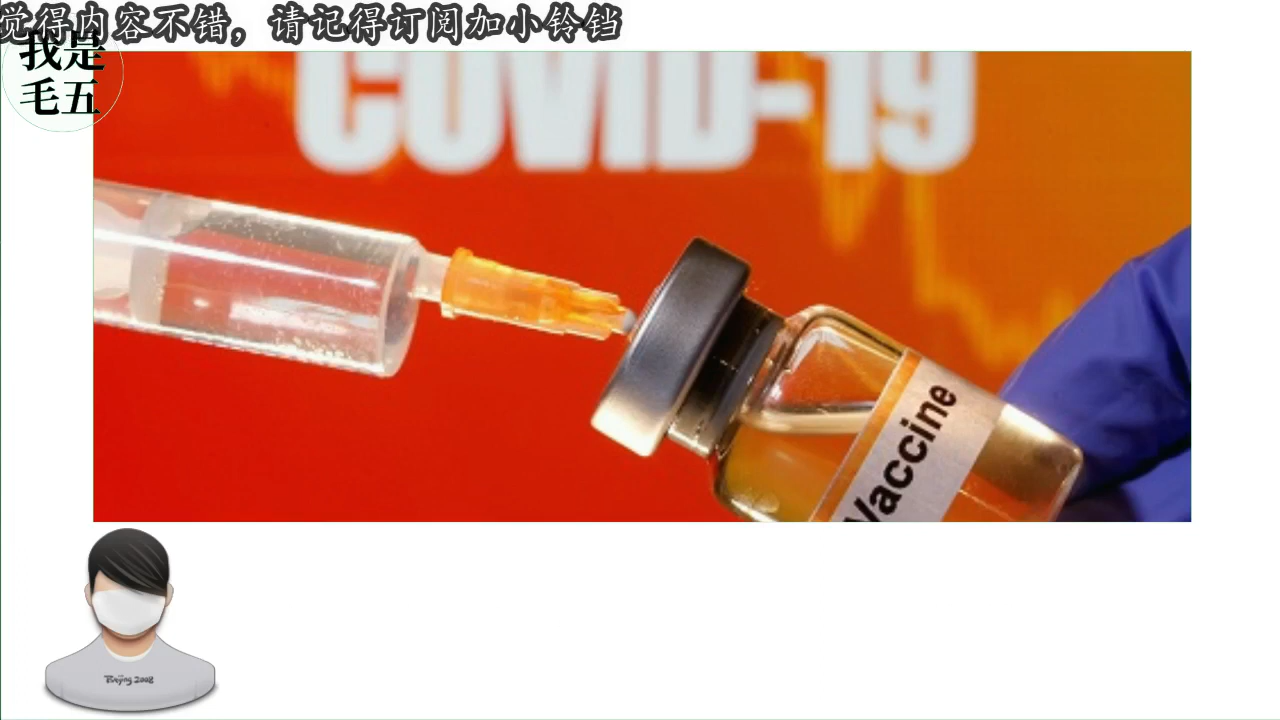 觉得内容不错，请记得订阅加小铃铛
我是
毛五
COVID-19
Vaccine
Beijing 2008